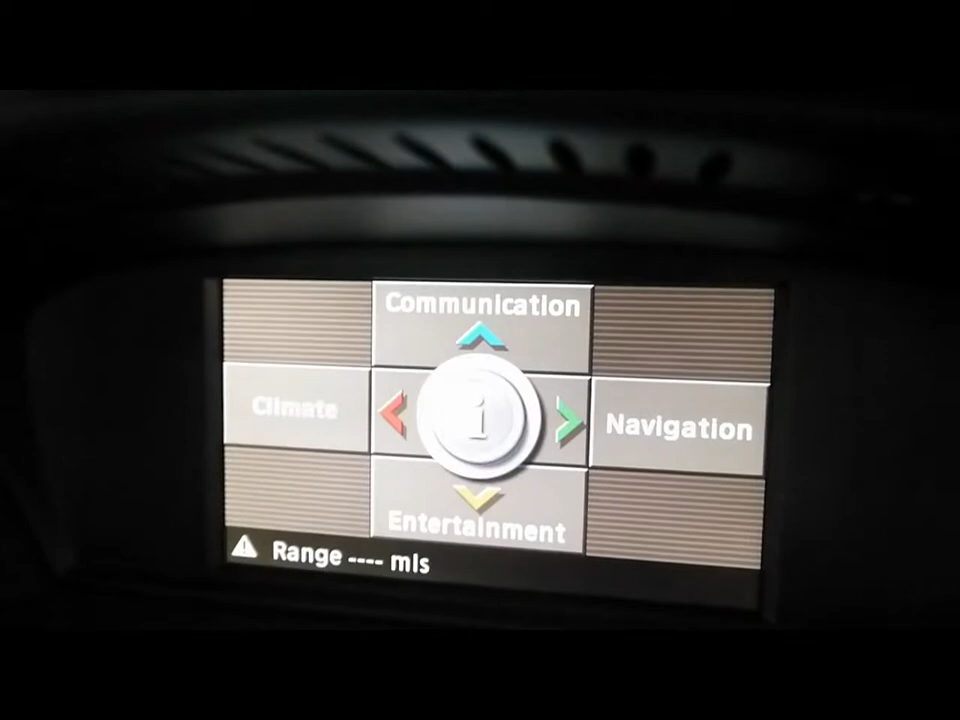 Communication
Climate
i
Navigation
Entertainment
Range ---- mls